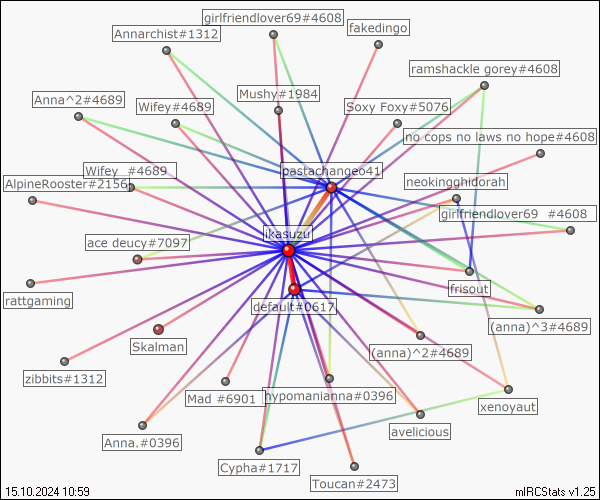 girlfriendlover69#4608
Annarchist#1312
fakedingo
ramshackle gorey#4608
Anna^2#4689
Mushy#1984
Wifey#4689
Soxy Foxy#5076
no cops no laws no hope#4608
Wifey_#4689
pastachangeo41
AlpineRooster#2156
neokingghidorah
girlfriendlover69_#4608
ikasuzu
ace deucy#7097
rattgaming
default#0617
frisout
(anna)^3#4689
Skalman
(anna)^2#4689
zibbits#1312
Mad #6901
hypomanianna#0396
xenoyaut
Anna.#0396
avelicious
Cypha#1717
Toucan#2473
15.10.2024 10:59
mIRCStats v1.25